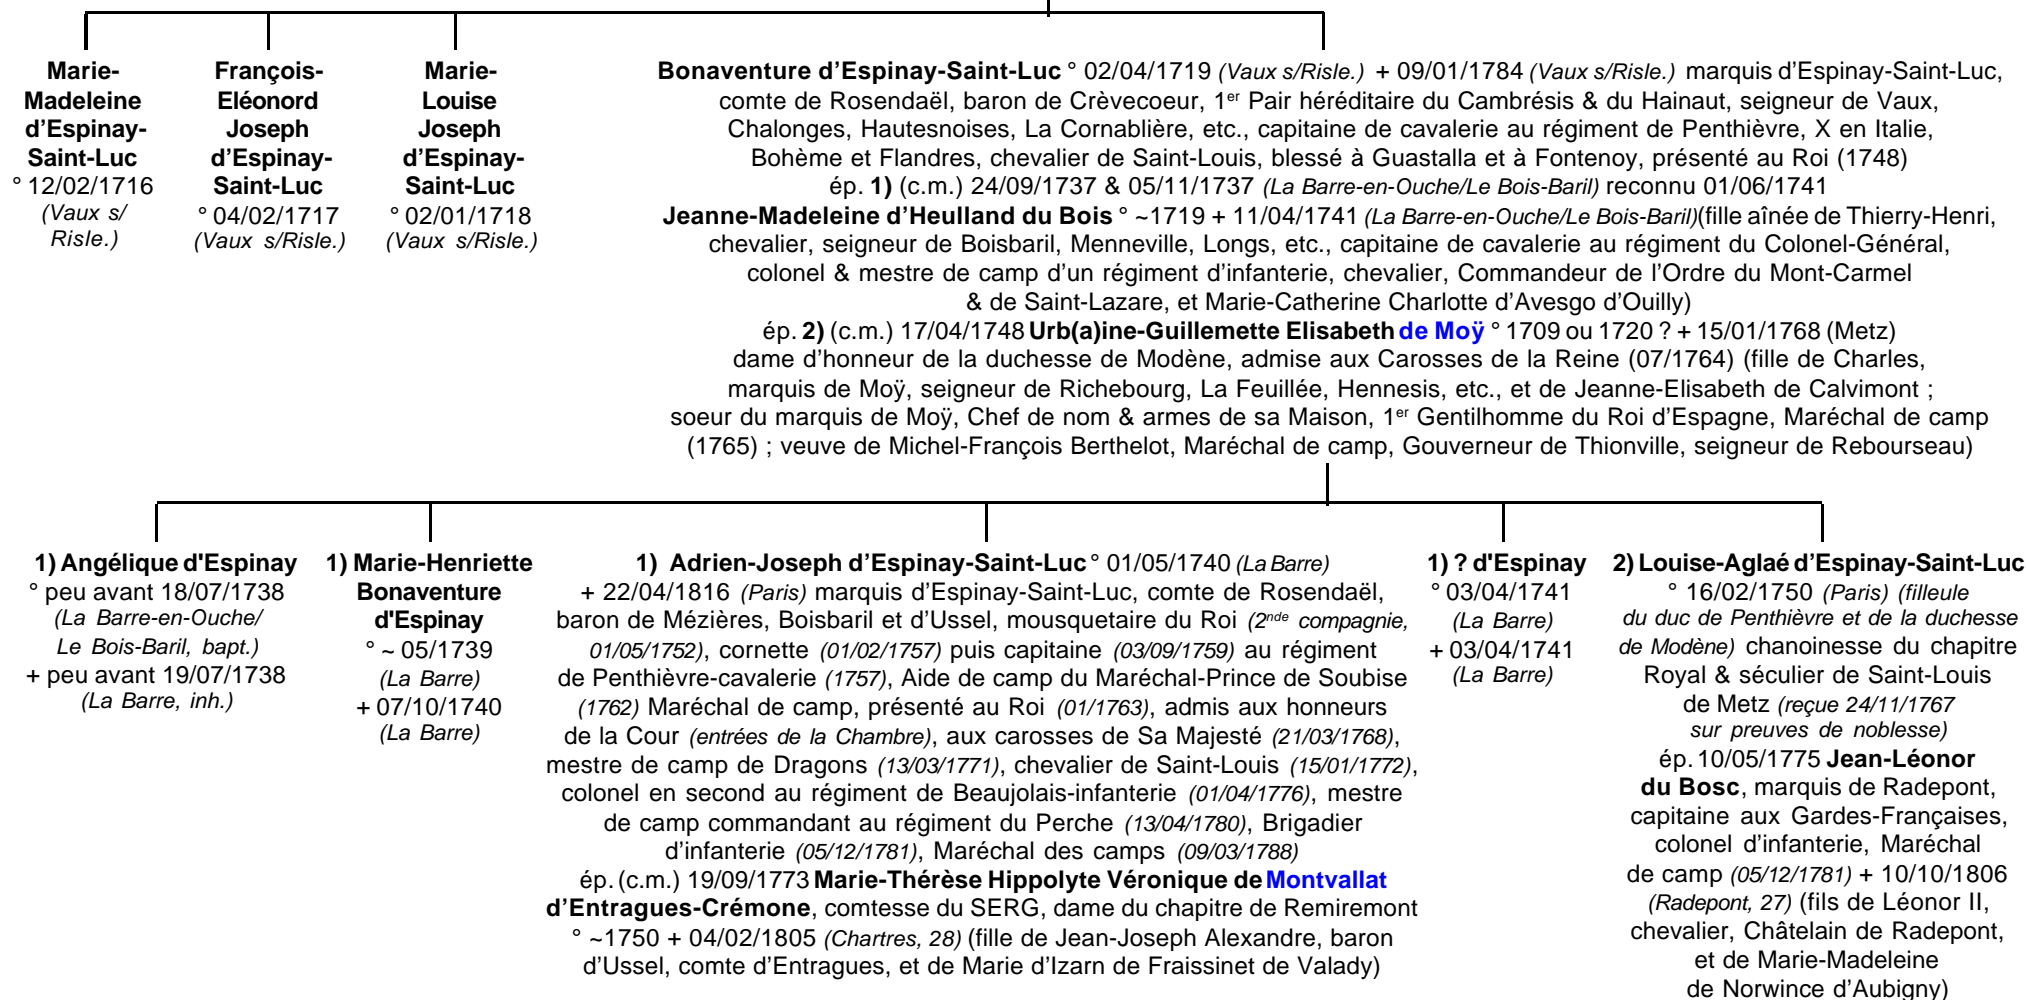 Marie-
Madeleine
d’Espinay-
Saint-Luc
° 12/02/1716
(Vaux s/
Risle.)
François-
Eléonord
Joseph
d’Espinay-
Saint-Luc
° 04/02/1717
(Vaux s/Risle.)
Marie-
Louise
Joseph
d’Espinay-
Saint-Luc
° 02/01/1718
(Vaux s/Risle.)
Bonaventure d’Espinay-Saint-Luc ° 02/04/1719 (Vaux s/Risle.) + 09/01/1784 (Vaux s/Risle.) marquis d’Espinay-Saint-Luc,
comte de Rosendaël, baron de Crèvecoeur, 1er Pair héréditaire du Cambrésis & du Hainaut, seigneur de Vaux,
Chalonges, Hautesnoises, La Cornablière, etc., capitaine de cavalerie au régiment de Penthièvre, X en Italie,
Bohème et Flandres, chevalier de Saint-Louis, blessé à Guastalla et à Fontenoy, présenté au Roi (1748)
ép. 1) (c.m.) 24/09/1737 & 05/11/1737 (La Barre-en-Ouche/Le Bois-Baril) reconnu 01/06/1741
Jeanne-Madeleine d’Heulland du Bois ° ~1719 + 11/04/1741 (La Barre-en-Ouche/Le Bois-Baril)(fille aînée de Thierry-Henri,
chevalier, seigneur de Boisbaril, Menneville, Longs, etc., capitaine de cavalerie au régiment du Colonel-Général,
colonel & mestre de camp d’un régiment d’infanterie, chevalier, Commandeur de l’Ordre du Mont-Carmel
& de Saint-Lazare, et Marie-Catherine Charlotte d’Avesgo d’Ouilly)
ép. 2) (c.m.) 17/04/1748 Urb(a)ine-Guillemette Elisabeth de Moÿ ° 1709 ou 1720 ? + 15/01/1768 (Metz)
dame d’honneur de la duchesse de Modène, admise aux Carosses de la Reine (07/1764) (fille de Charles,
marquis de Moÿ, seigneur de Richebourg, La Feuillée, Hennesis, etc., et de Jeanne-Elisabeth de Calvimont ;
soeur du marquis de Moÿ, Chef de nom & armes de sa Maison, 1er Gentilhomme du Roi d’Espagne, Maréchal de camp
(1765) ; veuve de Michel-François Berthelot, Maréchal de camp, Gouverneur de Thionville, seigneur de Rebourseau)
1) Angélique d'Espinay
° peu avant 18/07/1738
(La Barre-en-Ouche/
Le Bois-Baril, bapt.)
+ peu avant 19/07/1738
(La Barre, inh.)
1) Marie-Henriette
Bonaventure
d'Espinay
° ~ 05/1739
(La Barre)
+ 07/10/1740
(La Barre)
1) Adrien-Joseph d’Espinay-Saint-Luc ° 01/05/1740 (La Barre)
+ 22/04/1816 (Paris) marquis d’Espinay-Saint-Luc, comte de Rosendaël,
baron de Mézières, Boisbaril et d’Ussel, mousquetaire du Roi (2nde compagnie,
01/05/1752), cornette (01/02/1757) puis capitaine (03/09/1759) au régiment
de Penthièvre-cavalerie (1757), Aide de camp du Maréchal-Prince de Soubise
(1762) Maréchal de camp, présenté au Roi (01/1763), admis aux honneurs
de la Cour (entrées de la Chambre), aux carosses de Sa Majesté (21/03/1768),
mestre de camp de Dragons (13/03/1771), chevalier de Saint-Louis (15/01/1772),
colonel en second au régiment de Beaujolais-infanterie (01/04/1776), mestre
de camp commandant au régiment du Perche (13/04/1780), Brigadier
d’infanterie (05/12/1781), Maréchal des camps (09/03/1788)
ép. (c.m.) 19/09/1773 Marie-Thérèse Hippolyte Véronique de Montvallat
d’Entragues-Crémone, comtesse du SERG, dame du chapitre de Remiremont
° ~1750 + 04/02/1805 (Chartres, 28) (fille de Jean-Joseph Alexandre, baron
d’Ussel, comte d’Entragues, et de Marie d’Izarn de Fraissinet de Valady)
1) ? d'Espinay
° 03/04/1741
(La Barre)
+ 03/04/1741
(La Barre)
2) Louise-Aglaé d’Espinay-Saint-Luc
° 16/02/1750 (Paris) (filleule
du duc de Penthièvre et de la duchesse
de Modène) chanoinesse du chapitre
Royal & séculier de Saint-Louis
de Metz (reçue 24/11/1767
sur preuves de noblesse)
ép. 10/05/1775 Jean-Léonor
du Bosc, marquis de Radepont,
capitaine aux Gardes-Françaises,
colonel d’infanterie, Maréchal
de camp (05/12/1781) + 10/10/1806
(Radepont, 27) (fils de Léonor II,
chevalier, Châtelain de Radepont,
et de Marie-Madeleine
de Norwince d’Aubigny)